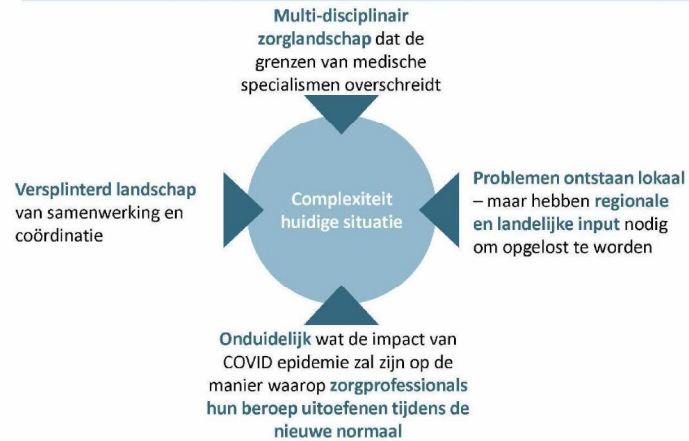 Multi-disciplinair
zorglandschap dat de
grenzen van medische
specialismen overschreidt
Versplinterd landschap
van samenwerking en
coördinatie
Complexiteit
huidige situatie
Problemen ontstaan lokaal
– maar hebben regionale
en landelijke input nodig
om opgelost te worden
Onduidelijk wat de impact van
COVID epidemie zal zijn op de
manier waarop zorgprofessionals
hun beroep uitoefenen tijdens de
nieuwe normaal